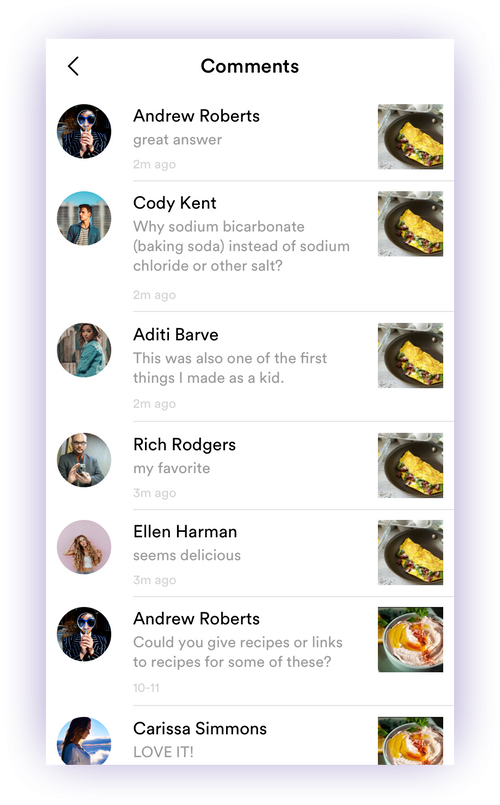 Comments
Andrew Roberts
great answer
2m ago
Cody Kent
Why sodium bicarbonate
(baking soda) instead of sodium
chloride or other salt?
2m ago
Aditi Barve
This was also one of the first
things I made as a kid.
2m ago
Rich Rodgers
my favorite
3m ago
Ellen Harman
seems delicious
3m ago
Andrew Roberts
Could you give recipes or links
to recipes for some of these?
10-11
Carissa Simmons
LOVE IT!